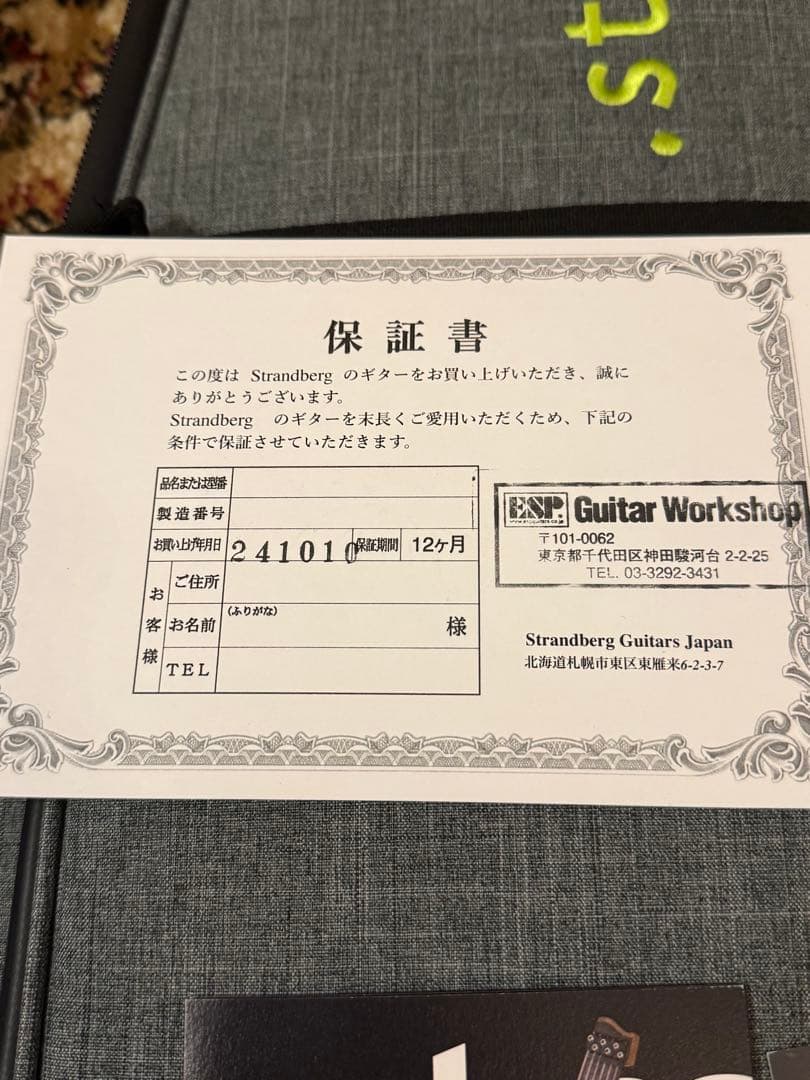 .st
保証書
この度は Strandberg のギターをお買い上げいただき、誠に
ありがとうございます。
Strandberg のギターを末長くご愛用いただくため、下記の
条件で保証させていただきます。
品名または型番
製造番号
お買い上げ年月日 241010 保証期間 12ヶ月
お客様
ご住所
(ふりがな)
お名前 様
TEL
ESP Guitar Workshop
〒101-0062
東京都千代田区神田駿河台 2-2-25
TEL. 03-3292-3431
Strandberg Guitars Japan
北海道札幌市東区東雁来6-2-3-7